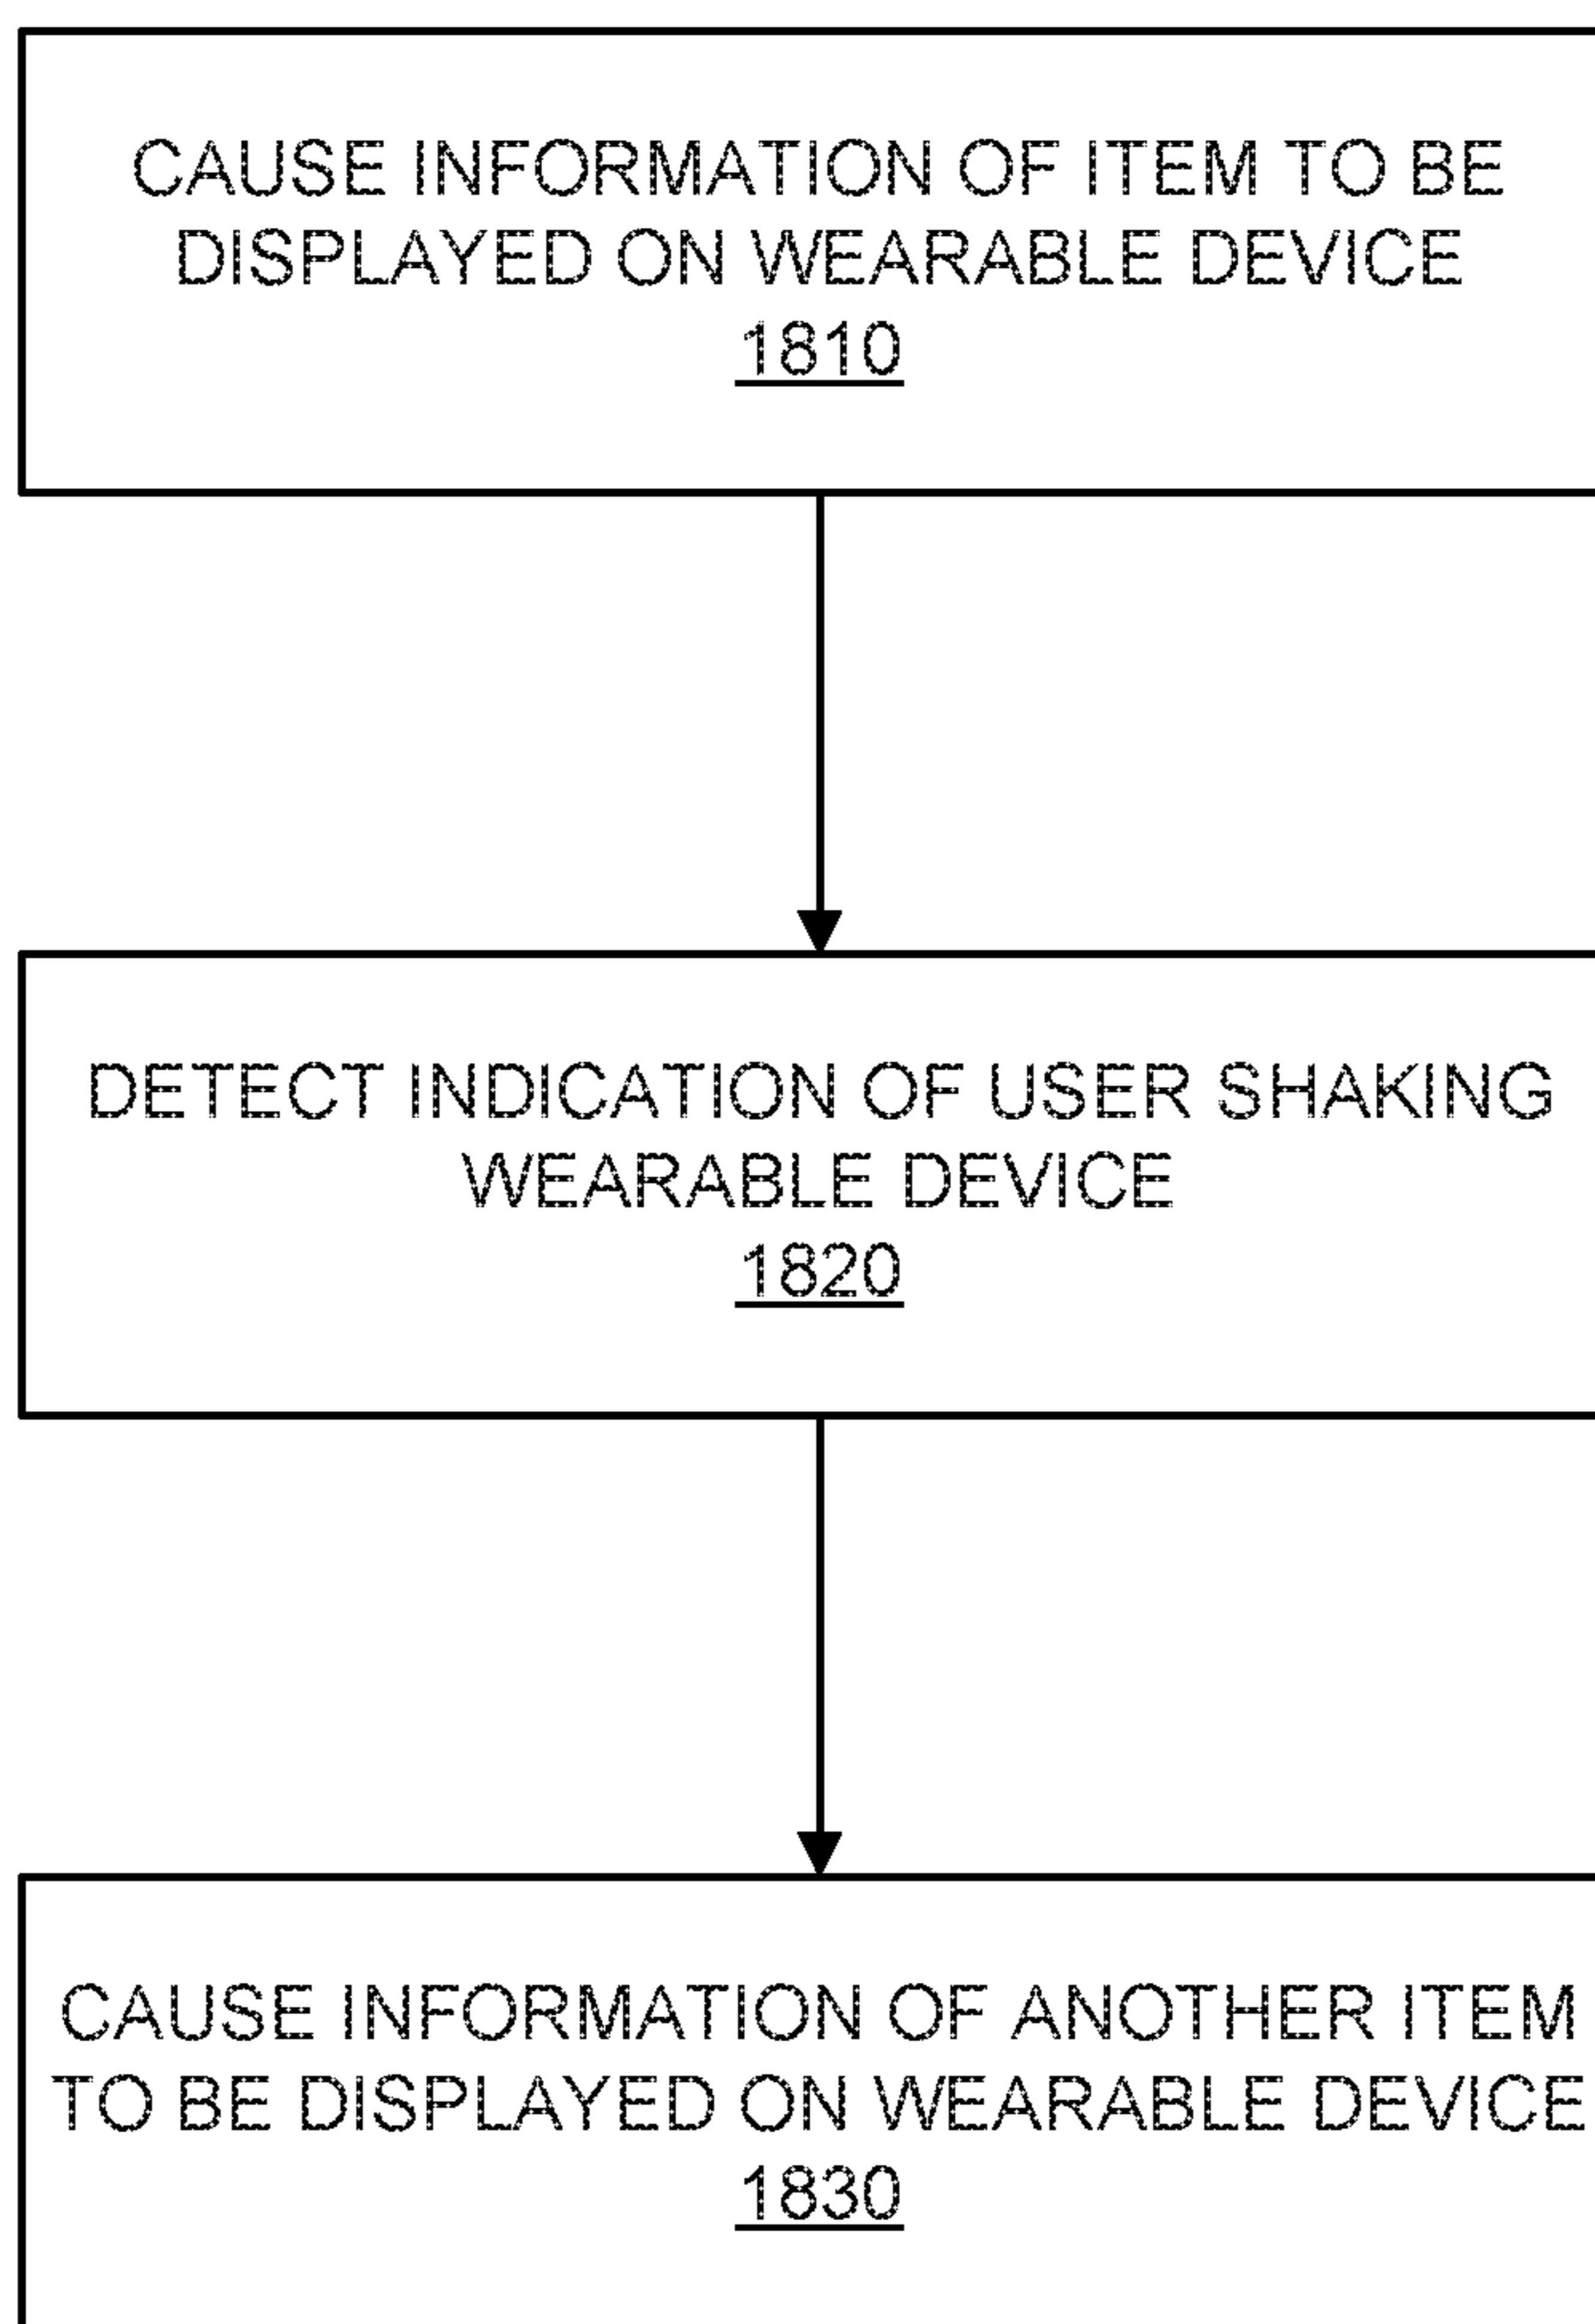 CAUSE INFORMATION OF ITEM TO BE
DISPLAYED ON WEARABLE DEVICE
1810
DETECT INDICATION OF USER SHAKING
WEARABLE DEVICE
1820
CAUSE INFORMATION OF ANOTHER ITEM
TO BE DISPLAYED ON WEARABLE DEVICE
1830